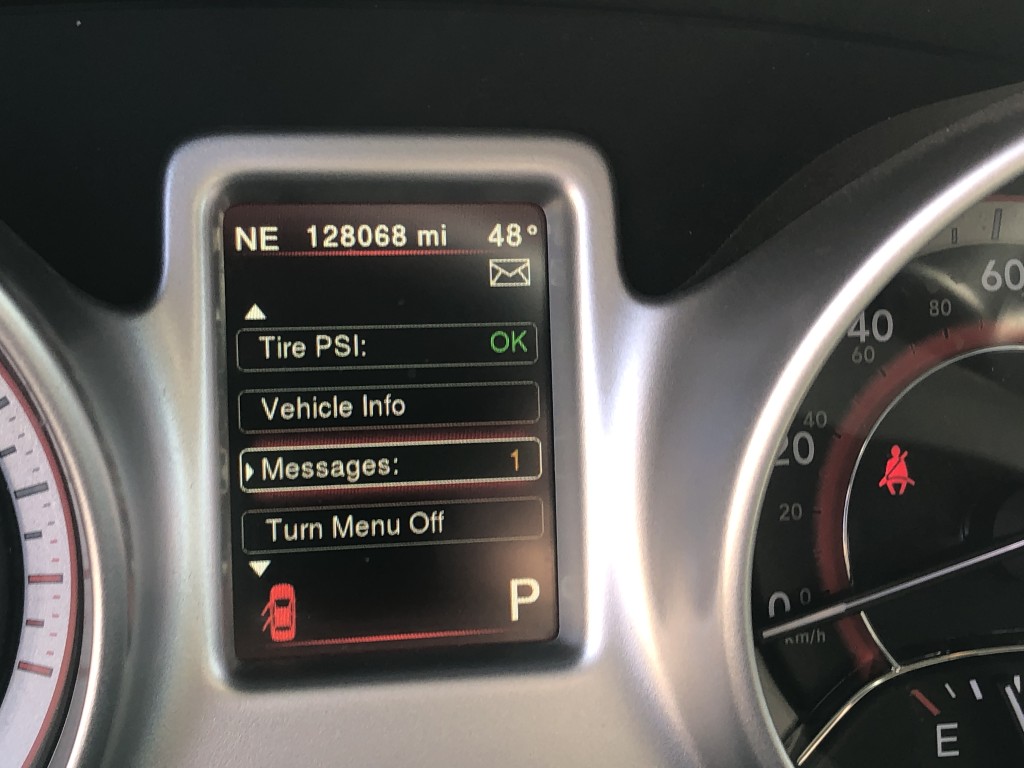 NE 128068 mi 48°
Tire PSI: OK
Vehicle Info
Messages: 1
Turn Menu Off
P
60
80
40
60
40
20
20
0
0
km/h
E